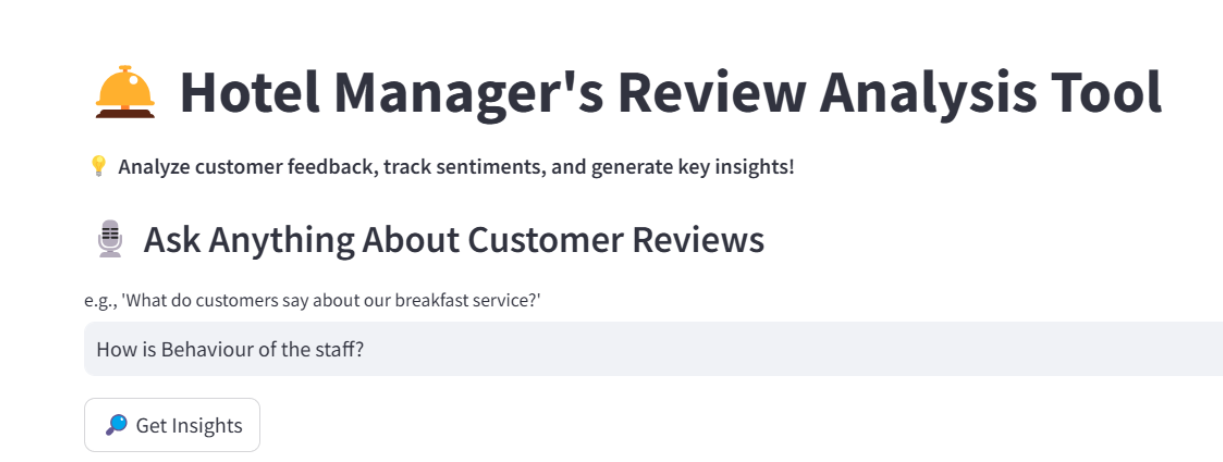 Hotel Manager's Review Analysis Tool
Analyze customer feedback, track sentiments, and generate key insights!
Ask Anything About Customer Reviews
e.g., 'What do customers say about our breakfast service?'
How is Behaviour of the staff?
Get Insights